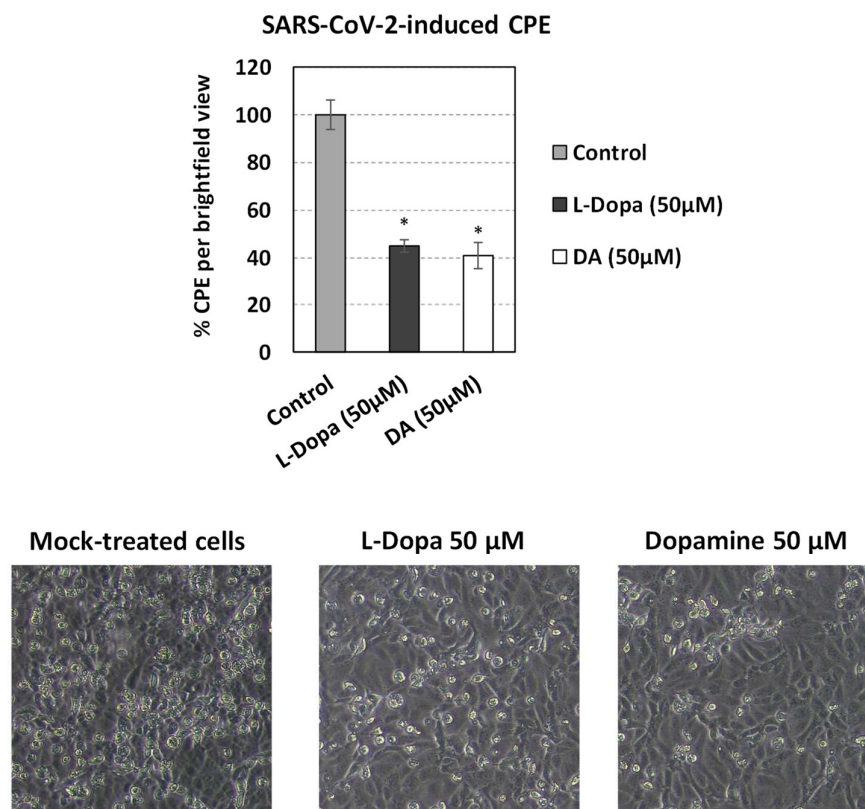 SARS-CoV-2-induced CPE
% CPE per brightfield view
120
100
80
60
40
20
0
*
*
Control
L-Dopa (50µM)
DA (50µM)
Control
L-Dopa (50µM)
DA (50µM)
Mock-treated cells
L-Dopa 50 µM
Dopamine 50 µM